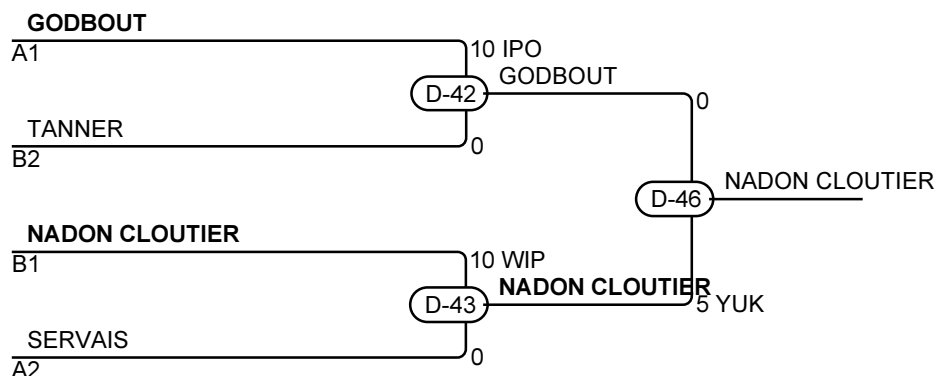 GODBOUT
A1
10 IPO
GODBOUT
D-42
0
TANNER
B2
0
D-46
NADON CLOUTIER
NADON CLOUTIER
B1
10 WIP
NADON CLOUTIER
D-43
5 YUK
SERVAIS
A2
0